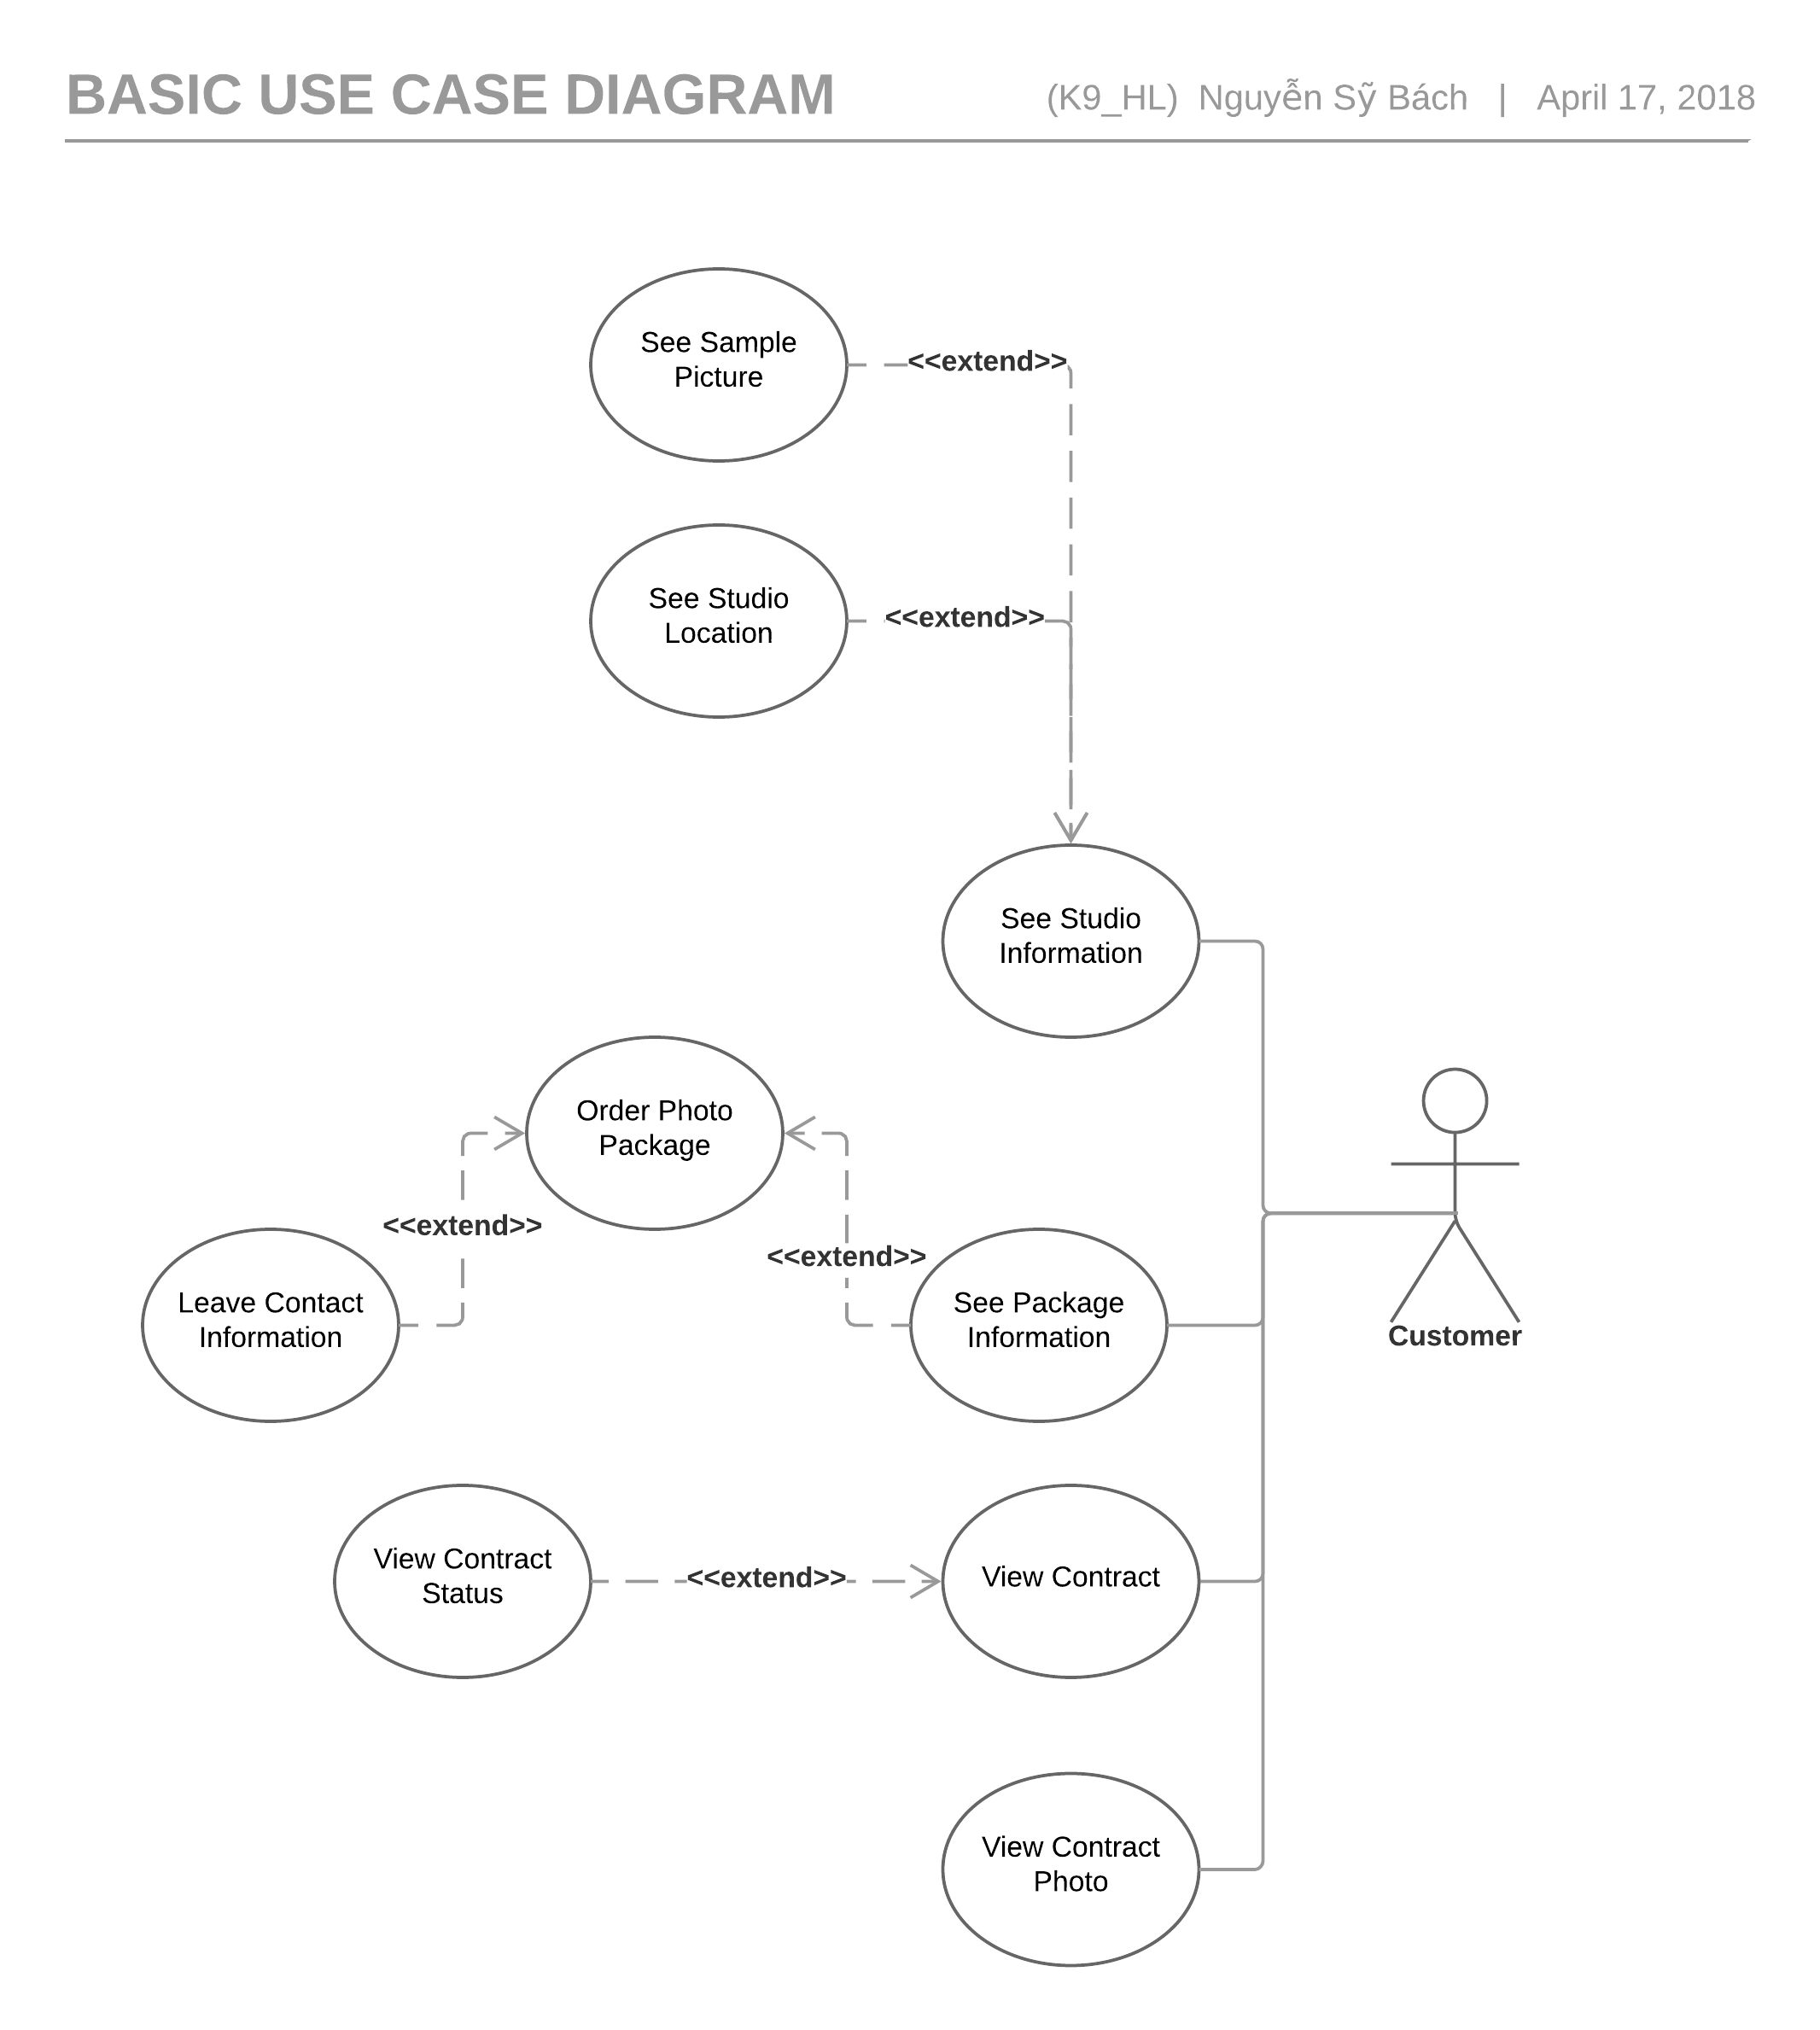 BASIC USE CASE DIAGRAM
(K9_HL) Nguyễn Sỹ Bách | April 17, 2018
See Sample
Picture
<<extend>>
See Studio
Location
<<extend>>
See Studio
Information
Order Photo
Package
<<extend>>
<<extend>>
Leave Contact
Information
See Package
Information
Customer
View Contract
Status
<<extend>>
View Contract
View Contract
Photo